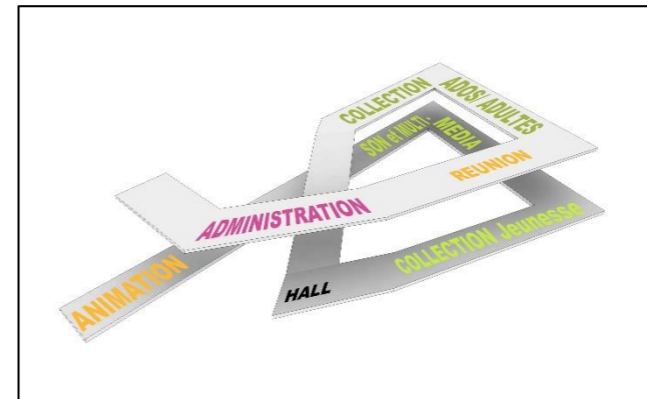 COLLECTION
ADOS/ ADULTES
SON et MULTI-
MEDIA
REUNION
ADMINISTRATION
COLLECTION Jeunesse
ANIMATION
HALL